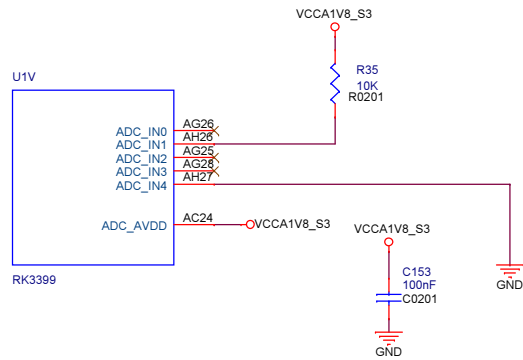 VCCA1V8_S3
U1V
R35
10K
R0201
ADC_IN0
AG26
ADC_IN1
AH26
ADC_IN2
AG25
ADC_IN3
AG28
ADC_IN4
AH27
ADC_AVDD
AC24
VCCA1V8_S3
VCCA1V8_S3
RK3399
C153
100nF
C0201
GND
GND